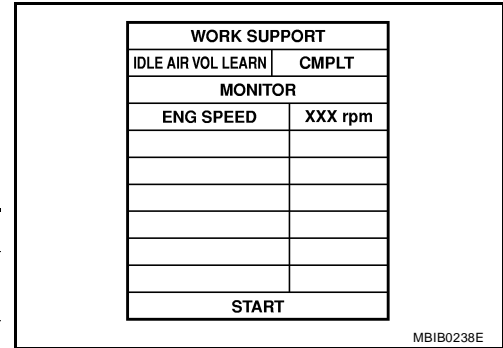 WORK SUPPORT
IDLE AIR VOL LEARN CMPLT
MONITOR
ENG SPEED XXX rpm
START
MBIB0238E